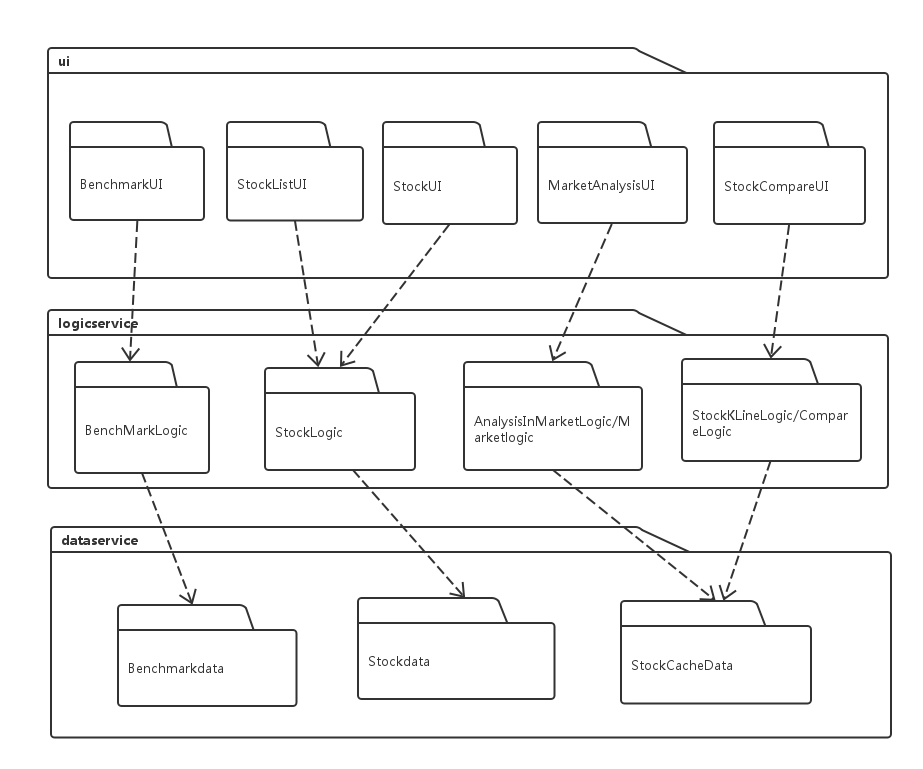 ui
BenchmarkUI
StockListUI
StockUI
MarketAnalysisUI
StockCompareUI
logicservice
BenchMarkLogic
StockLogic
AnalysisInMarketLogic/M
arketlogic
StockKLineLogic/Compar
eLogic
dataservice
Benchmarkdata
Stockdata
StockCacheData